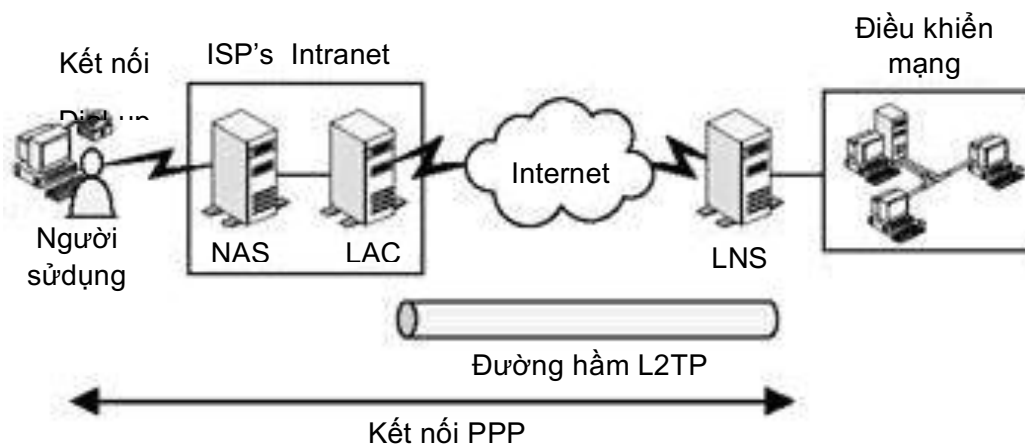 Kết nối
ISP's Intranet
Điều khiển
mạng
Internet
Người
sửdụng
NAS
LAC
LNS
Đường hầm L2TP
Kết nối PPP